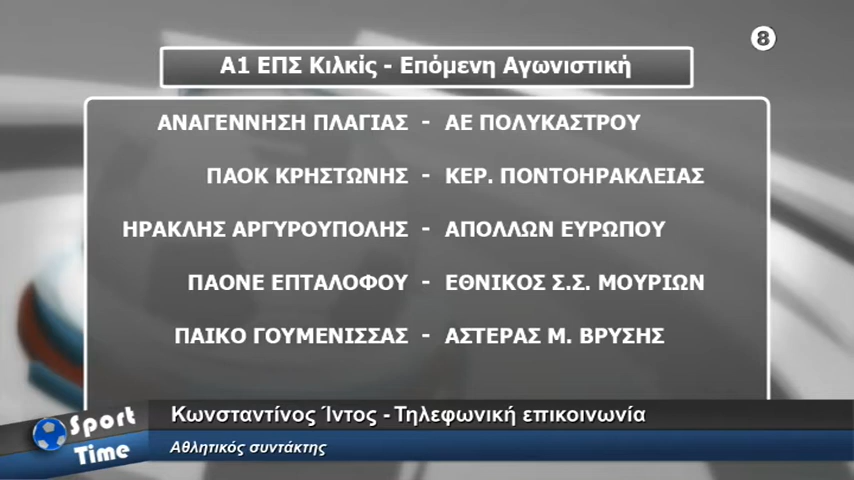 8
Α1 ΕΠΣ Κιλκίς - Επόμενη Αγωνιστική
ΑΝΑΓΕΝΝΗΣΗ ΠΛΑΓΙΑΣ - ΑΕ ΠΟΛΥΚΑΣΤΡΟΥ
ΠΑΟΚ ΚΡΗΣΤΩΝΗΣ - ΚΕΡ. ΠΟΝΤΟΗΡΑΚΛΕΙΑΣ
ΗΡΑΚΛΗΣ ΑΡΓΥΡΟΥΠΟΛΗΣ - ΑΠΟΛΛΩΝ ΕΥΡΩΠΟΥ
ΠΑΟΝΕ ΕΠΤΑΛΟΦΟΥ - ΕΘΝΙΚΟΣ Σ.Σ. ΜΟΥΡΙΩΝ
ΠΑΙΚΟ ΓΟΥΜΕΝΙΣΣΑΣ - ΑΣΤΕΡΑΣ Μ. ΒΡΥΣΗΣ
Κωνσταντίνος Ίντος - Τηλεφωνική επικοινωνία
Αθλητικός συντάκτης
Sport
Time